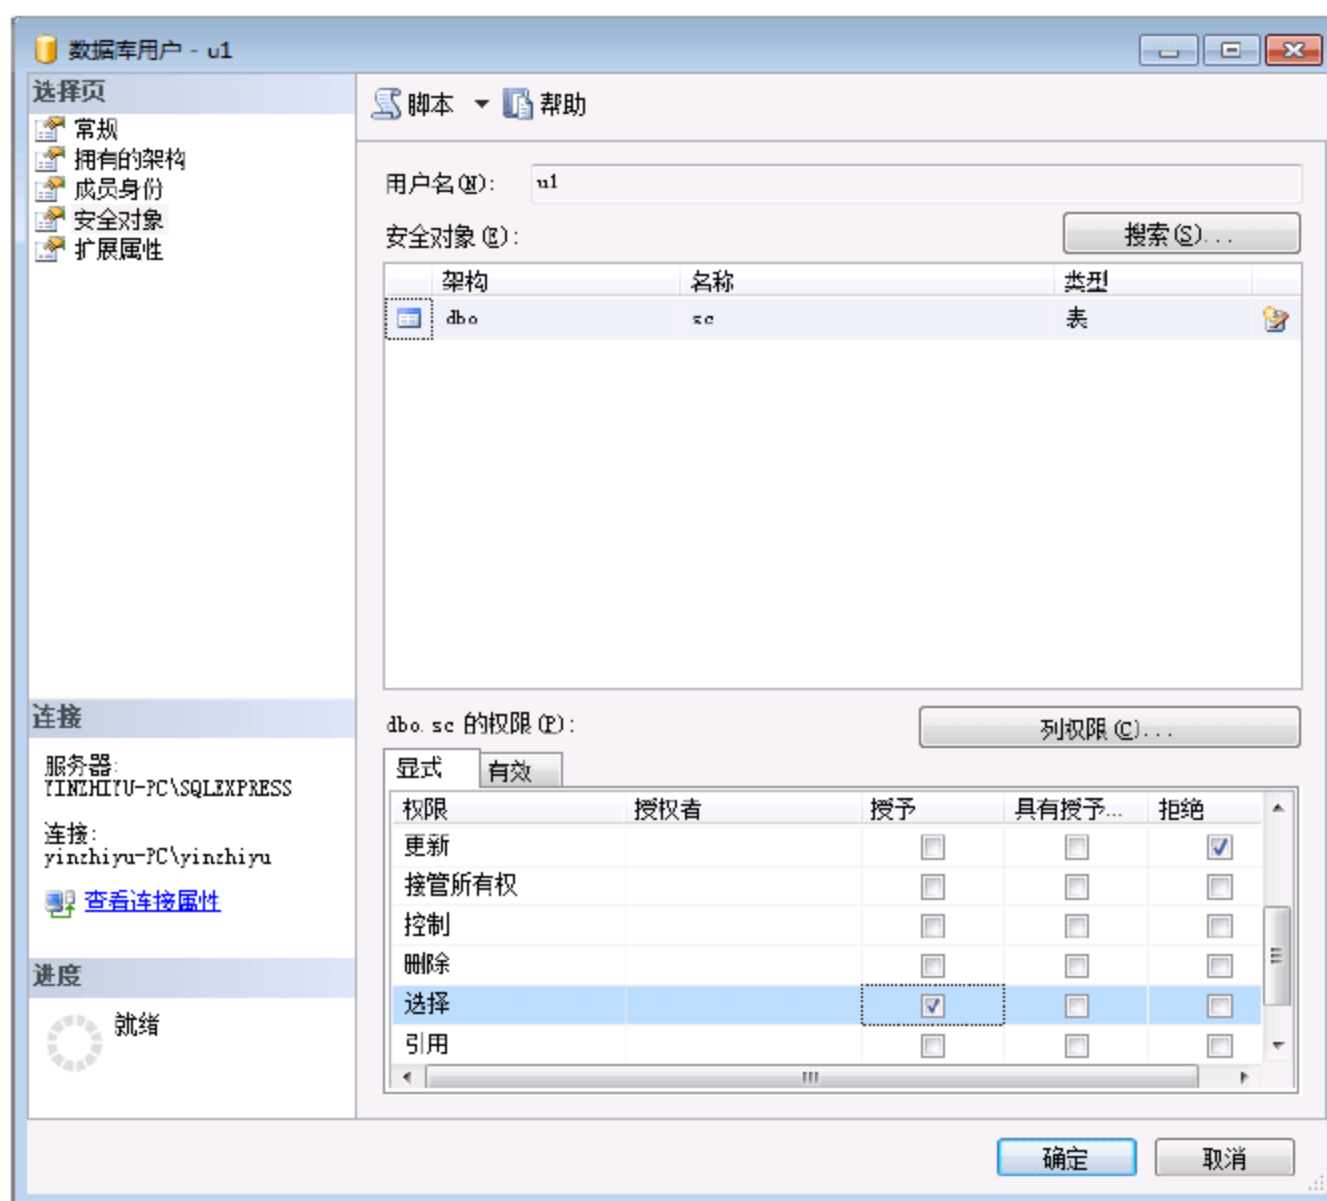 数据库用户 - u1
选择页
常规
拥有的架构
成员身份
安全对象
扩展属性
脚本 帮助
用户名(N): u1
安全对象(E): 搜索(S)...
架构 名称 类型
dbo sc 表
dbo.sc 的权限(P): 列权限(C)...
显式 有效
权限 授权者 授予 具有授予... 拒绝
更新
接管所有权
控制
删除
选择
引用
连接
服务器:
YINZHIYU-PC\SQLEXPRESS
连接:
yinzhiyu-PC\yinzhiyu
查看连接属性
进度
就绪
确定 取消